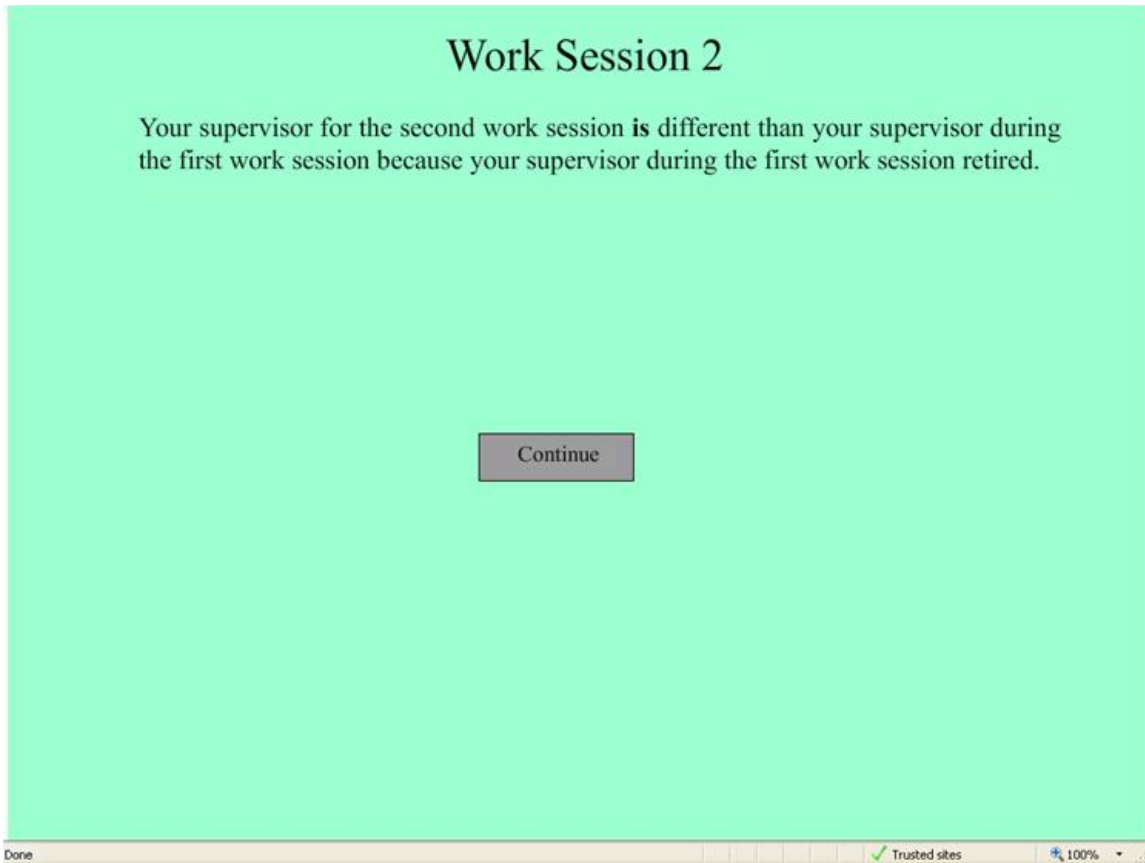 Work Session 2
Your supervisor for the second work session is different than your supervisor during
the first work session because your supervisor during the first work session retired.
Continue
Done
Trusted sites
100%